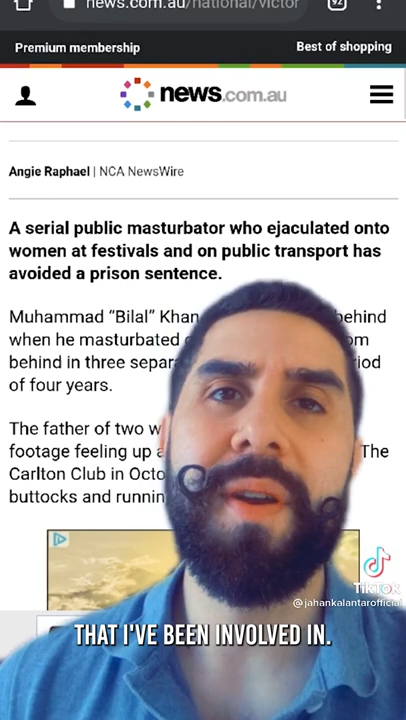 news.com.au/national/victor
92
Premium membership
Best of shopping
news.com.au
Angie Raphael | NCA NewsWire
A serial public masturbator who ejaculated onto
women at festivals and on public transport has
avoided a prison sentence.
Muhammad “Bilal” Khan behind
when he masturbated
behind in three separa riod
of four years.
The father of two w
footage feeling up a The
Carlton Club in Octo
buttocks and runnin
TikTok
@jahankalantarofficial
THAT I'VE BEEN INVOLVED IN.